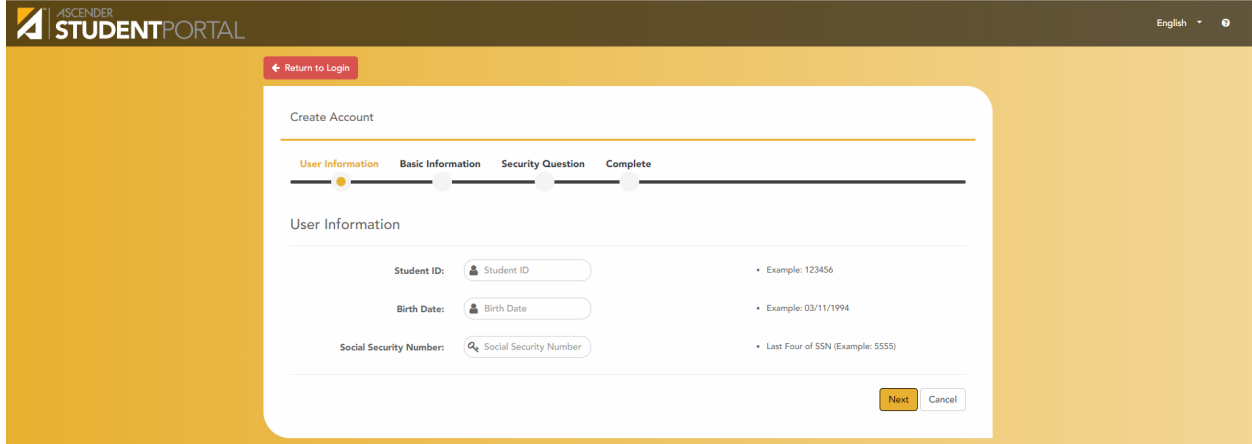 ASCENDER
STUDENTPORTAL
English
Return to Login
Create Account
User Information Basic Information Security Question Complete
User Information
Student ID: Student ID • Example: 123456
Birth Date: Birth Date • Example: 03/11/1994
Social Security Number: Social Security Number • Last Four of SSN (Example: 5555)
Next Cancel